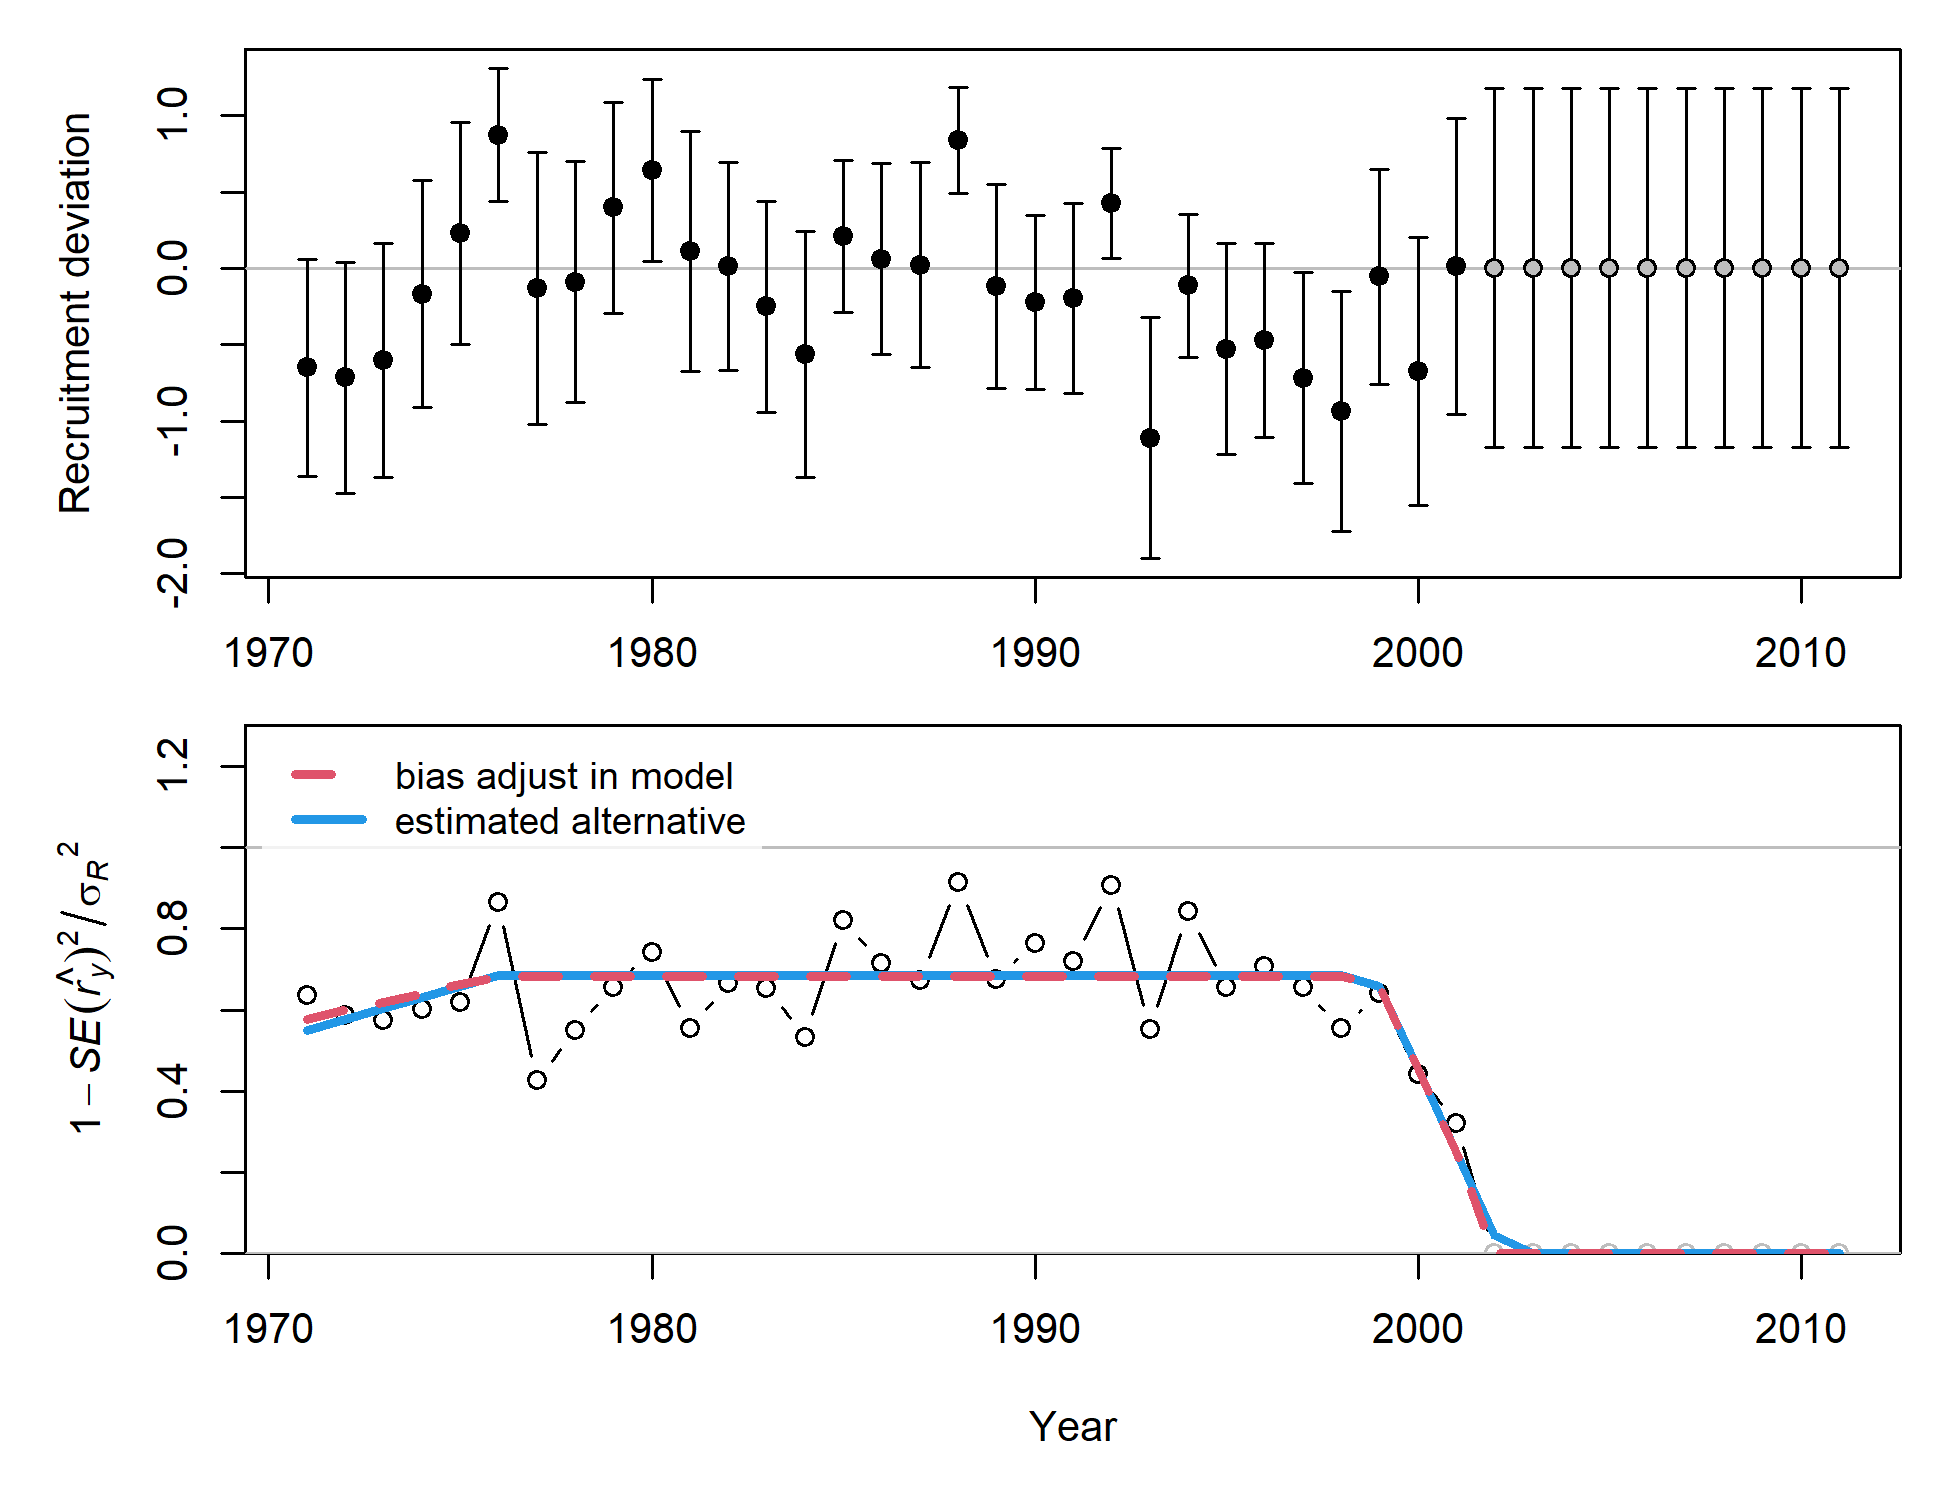 Recruitment deviation
1.0
0.0
-1.0
-2.0
1970 1980 1990 2000 2010
bias adjust in model
estimated alternative
1 − SE(r̂y)² / σR²
1.2
0.8
0.4
0.0
1970 1980 1990 2000 2010
Year